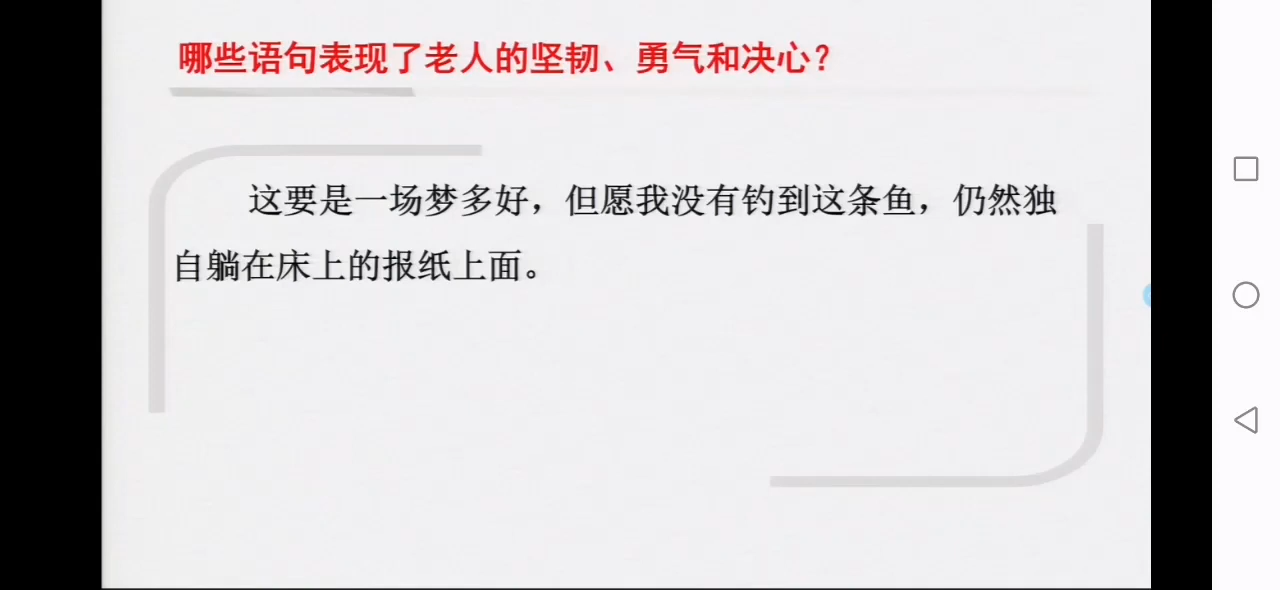 哪些语句表现了老人的坚韧、勇气和决心？
这要是一场梦多好，但愿我没有钓到这条鱼，仍然独
自躺在床上的报纸上面。